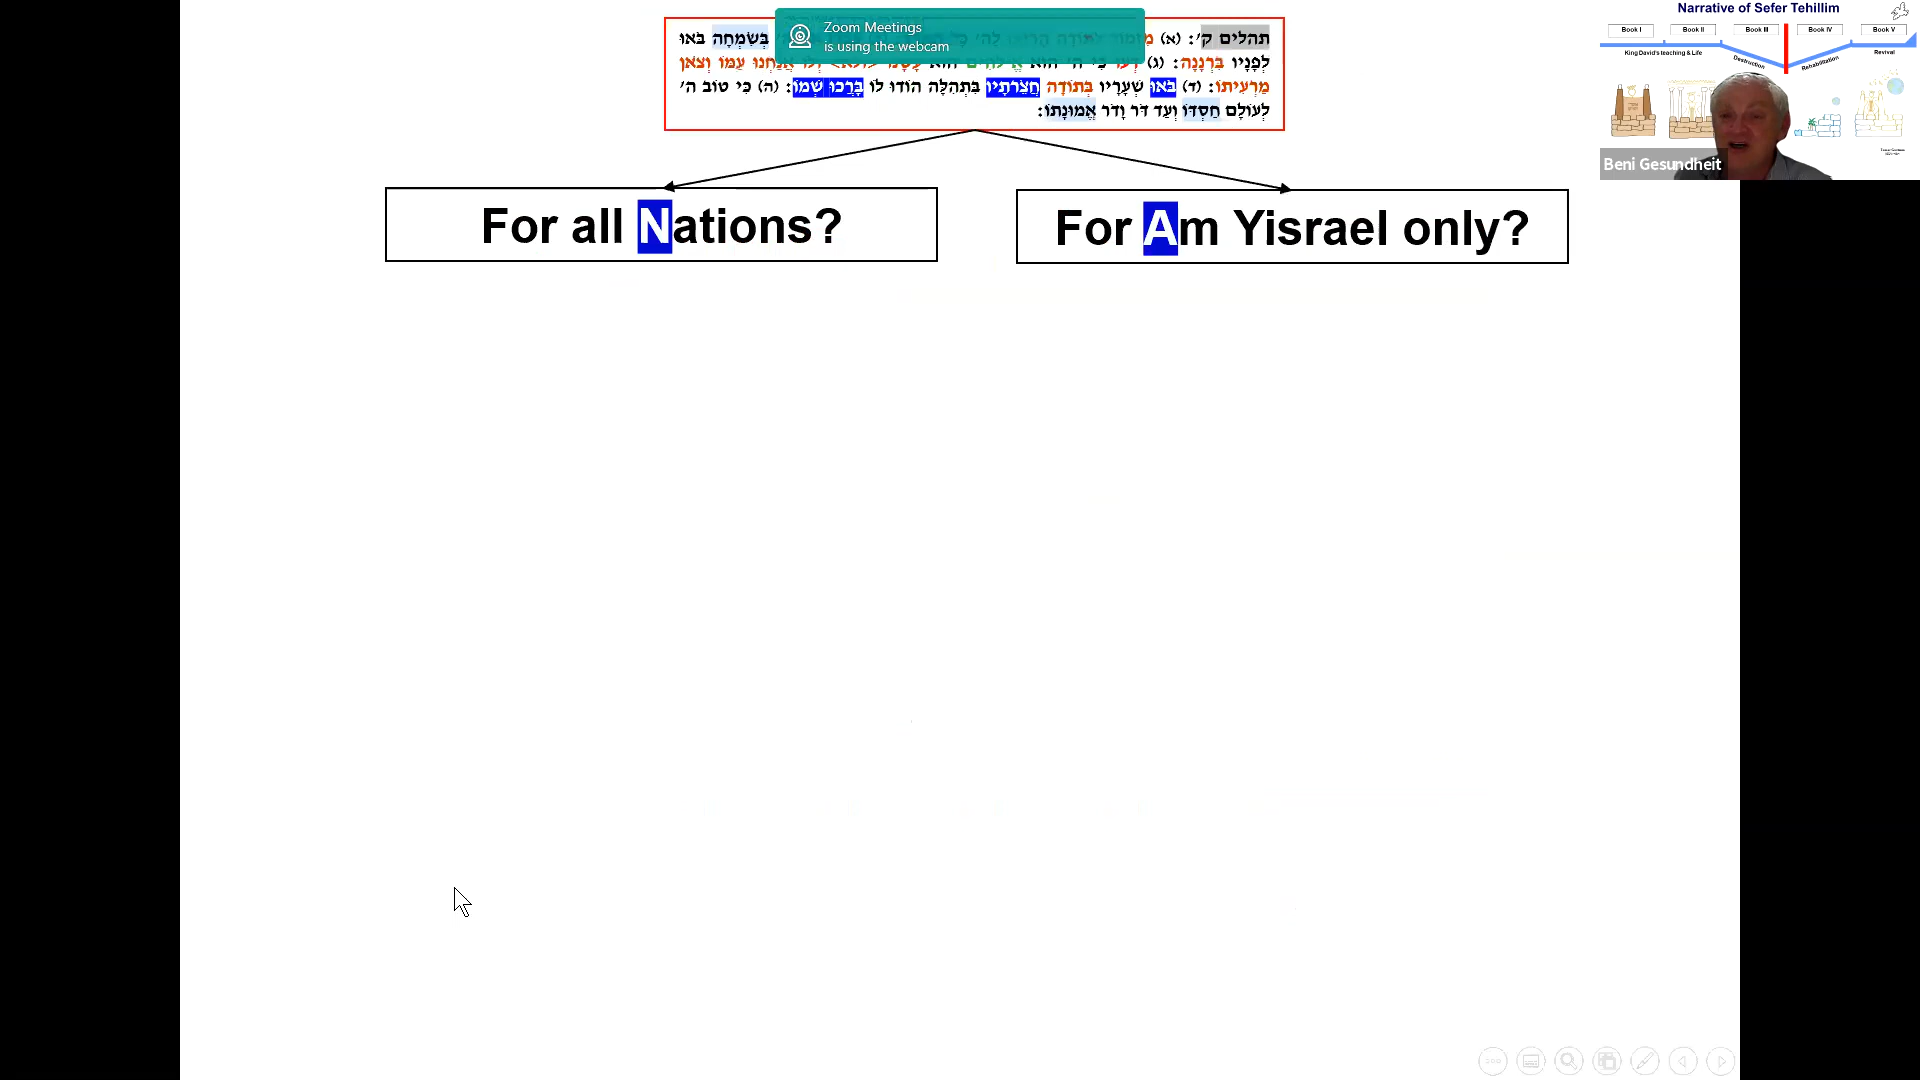 Zoom Meetings
is using the webcam
תהלים ק': (א) בְּשִׂמְחָה בֹּאוּ
לְפָנָיו בִּרְנָנָה: (ג) עַמּוֹ וְצֹאן
מַרְעִיתוֹ: (ד) בֹּאוּ שְׁעָרָיו בְּתוֹדָה חֲצֵרֹתָיו בִּתְהִלָּה הוֹדוּ לוֹ בָּרְכוּ שְׁמוֹ: (ה) כִּי טוֹב ה'
לְעוֹלָם חַסְדּוֹ וְעַד דֹּר וָדֹר אֱמוּנָתוֹ:
For all Nations?
For Am Yisrael only?
Narrative of Sefer Tehillim
Book I Book II Book III Book IV Book V
King David's teaching & Life
Destruction
Rehabilitation
Revival
Beni Gesundheit